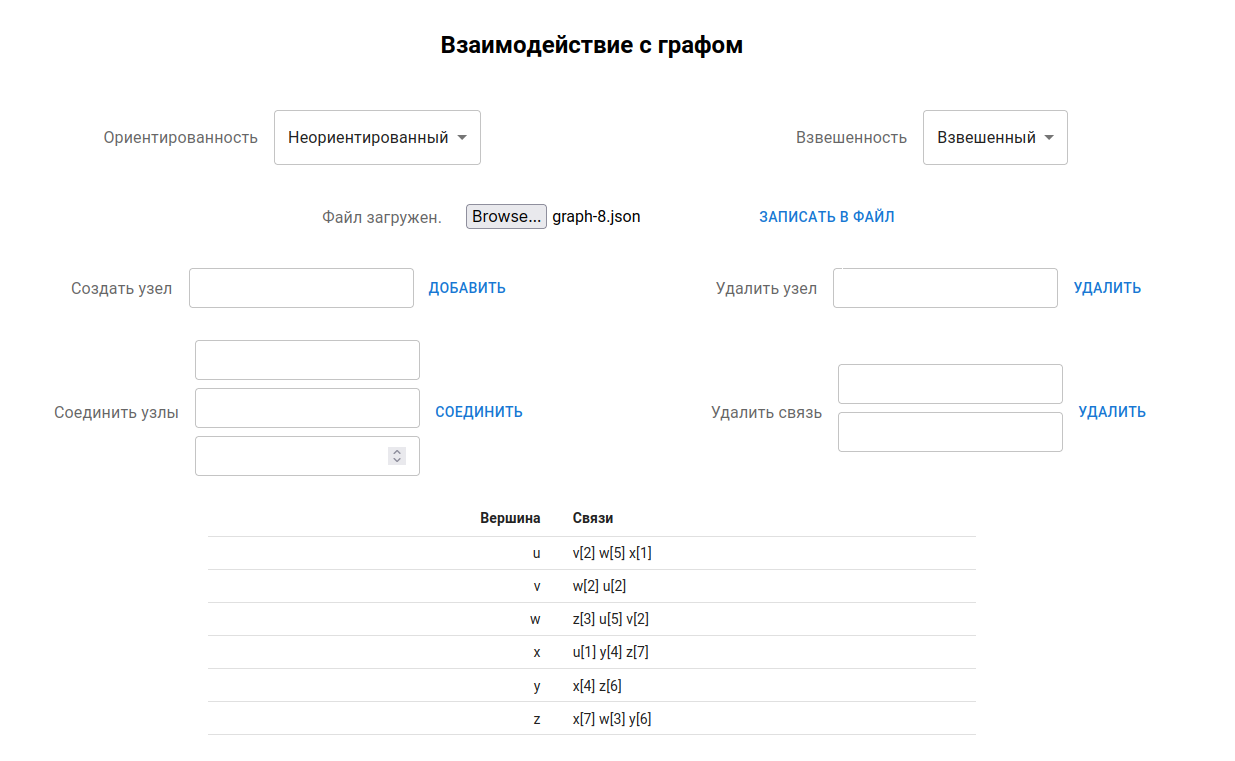 Взаимодействие с графом
Ориентированность Неориентированный Взвешенность Взвешенный
Файл загружен. Browse... graph-8.json ЗАПИСАТЬ В ФАЙЛ
Создать узел ДОБАВИТЬ Удалить узел УДАЛИТЬ
Соединить узлы СОЕДИНИТЬ Удалить связь УДАЛИТЬ
Вершина Связи
u v[2] w[5] x[1]
v w[2] u[2]
w z[3] u[5] v[2]
x u[1] y[4] z[7]
y x[4] z[6]
z x[7] w[3] y[6]